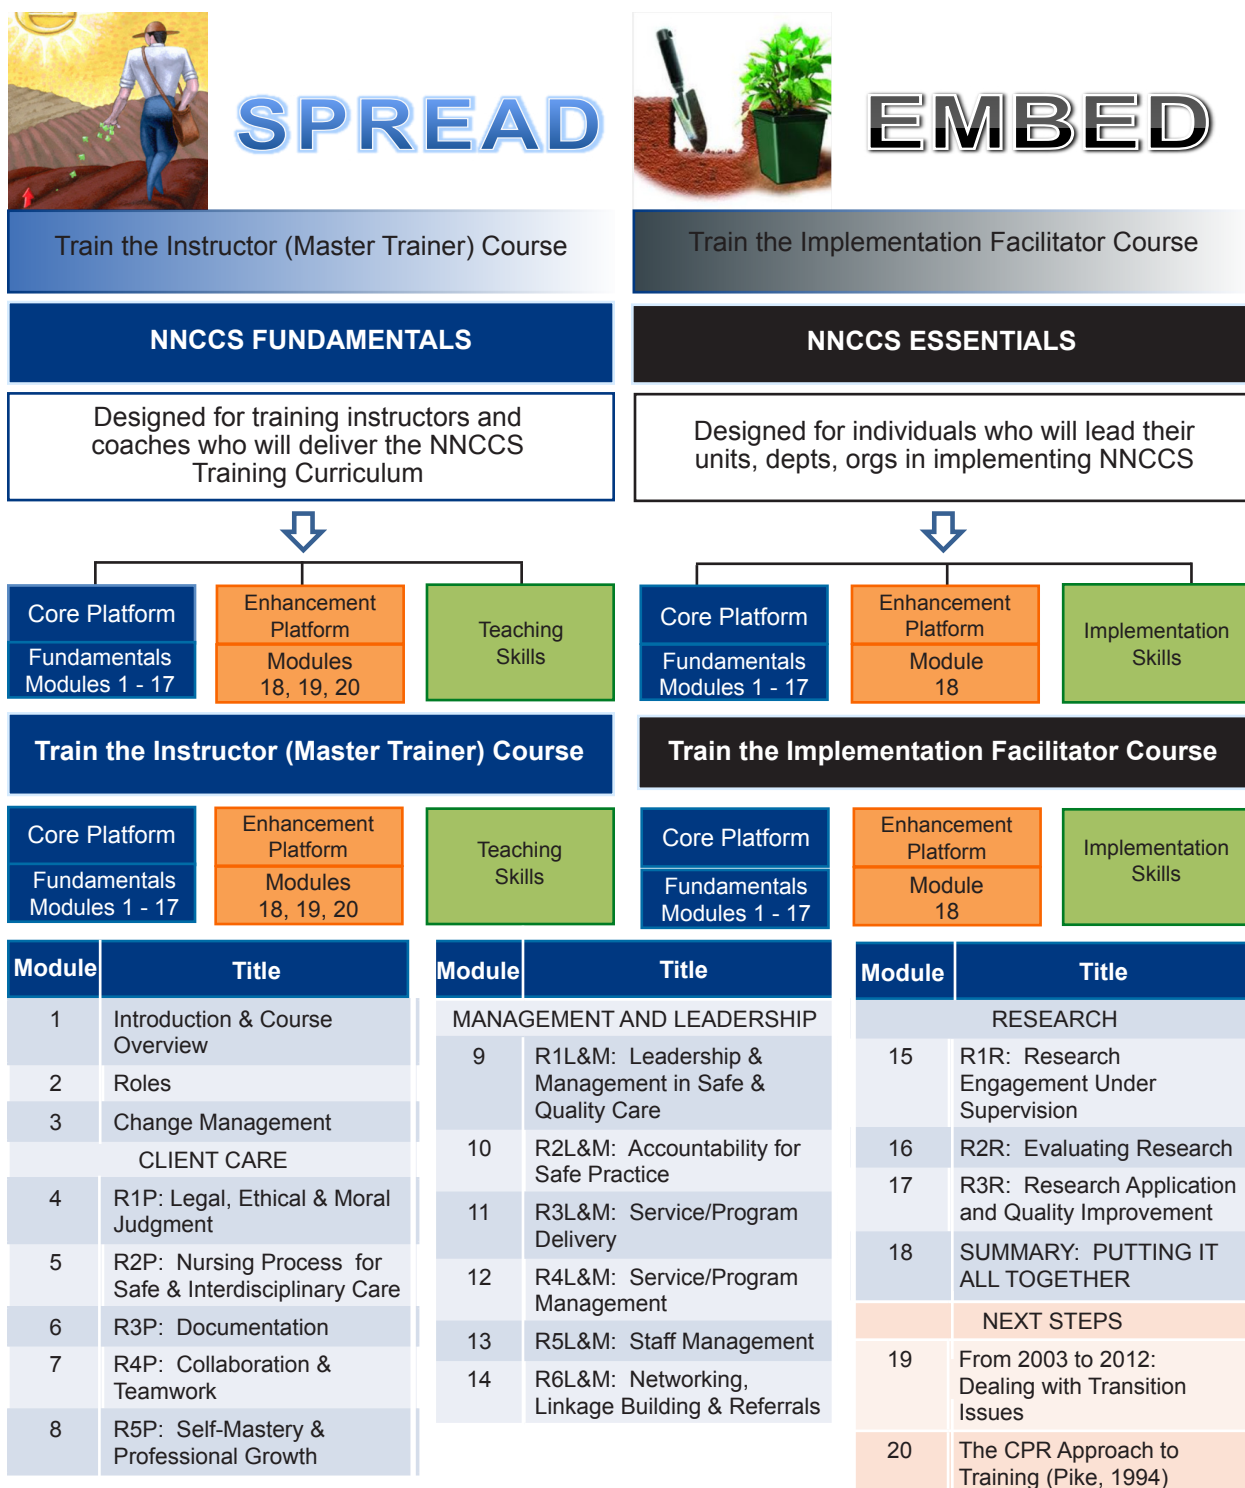 SPREAD
EMBED
Train the Instructor (Master Trainer) Course
Train the Implementation Facilitator Course
NNCCS FUNDAMENTALS
NNCCS ESSENTIALS
Designed for training instructors and
coaches who will deliver the NNCCS
Training Curriculum
Designed for individuals who will lead their
units, depts, orgs in implementing NNCCS
Core Platform
Fundamentals
Modules 1 - 17
Enhancement
Platform
Modules
18, 19, 20
Teaching
Skills
Core Platform
Fundamentals
Modules 1 - 17
Enhancement
Platform
Module
18
Implementation
Skills
Train the Instructor (Master Trainer) Course
Train the Implementation Facilitator Course
Core Platform
Fundamentals
Modules 1 - 17
Enhancement
Platform
Modules
18, 19, 20
Teaching
Skills
Core Platform
Fundamentals
Modules 1 - 17
Enhancement
Platform
Module
18
Implementation
Skills
Module Title
1 Introduction & Course
Overview
2 Roles
3 Change Management
CLIENT CARE
4 R1P: Legal, Ethical & Moral
Judgment
5 R2P: Nursing Process for
Safe & Interdisciplinary Care
6 R3P: Documentation
7 R4P: Collaboration &
Teamwork
8 R5P: Self-Mastery &
Professional Growth
Module Title
MANAGEMENT AND LEADERSHIP
9 R1L&M: Leadership &
Management in Safe &
Quality Care
10 R2L&M: Accountability for
Safe Practice
11 R3L&M: Service/Program
Delivery
12 R4L&M: Service/Program
Management
13 R5L&M: Staff Management
14 R6L&M: Networking,
Linkage Building & Referrals
Module Title
RESEARCH
15 R1R: Research
Engagement Under
Supervision
16 R2R: Evaluating Research
17 R3R: Research Application
and Quality Improvement
18 SUMMARY: PUTTING IT
ALL TOGETHER
NEXT STEPS
19 From 2003 to 2012:
Dealing with Transition
Issues
20 The CPR Approach to
Training (Pike, 1994)